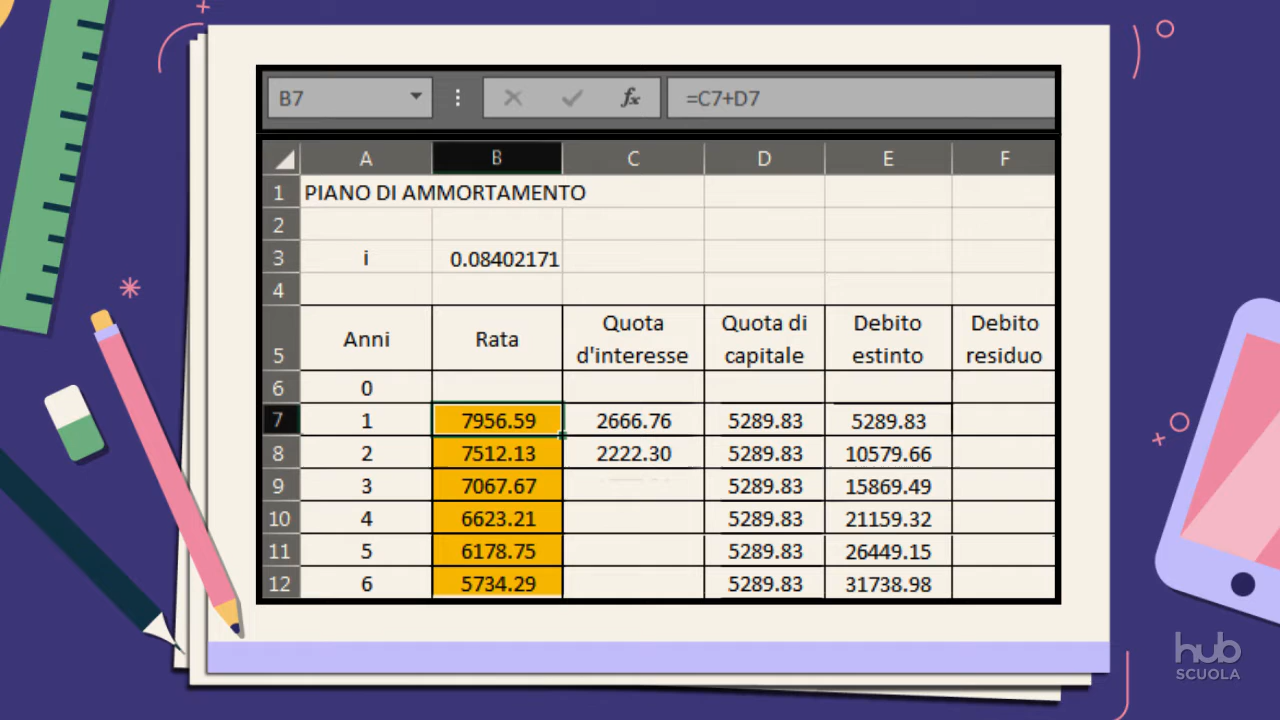 B7 fx =C7+D7
A B C D E F
1 PIANO DI AMMORTAMENTO
2
3 i 0.08402171
4
5 Anni Rata Quota d'interesse Quota di capitale Debito estinto Debito residuo
6 0
7 1 7956.59 2666.76 5289.83 5289.83
8 2 7512.13 2222.30 5289.83 10579.66
9 3 7067.67 5289.83 15869.49
10 4 6623.21 5289.83 21159.32
11 5 6178.75 5289.83 26449.15
12 6 5734.29 5289.83 31738.98
hub
SCUOLA